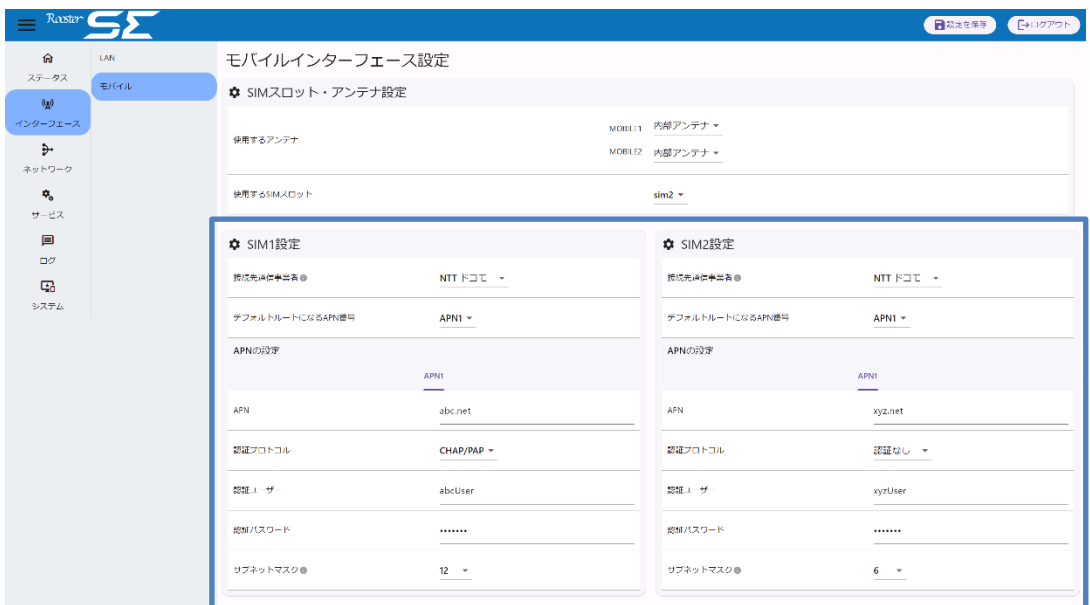 Rooster SE
設定を保存
ログアウト
ステータス
インターフェース
ネットワーク
サービス
ログ
システム
LAN
モバイル
モバイルインターフェース設定
SIMスロット・アンテナ設定
使用するアンテナ
MOBILE1 内部アンテナ
MOBILE2 内部アンテナ
使用するSIMスロット sim2
SIM1設定
接続先通信事業者 NTT ドコモ
デフォルトルートになるAPN番号 APN1
APNの設定
APN1
APN abc.net
認証プロトコル CHAP/PAP
認証ユーザー abcUser
認証パスワード •••••••
サブネットマスク 12
SIM2設定
接続先通信事業者 NTT ドコモ
デフォルトルートになるAPN番号 APN1
APNの設定
APN1
APN xyz.net
認証プロトコル 認証なし
認証ユーザー xyzUser
認証パスワード •••••••
サブネットマスク 6